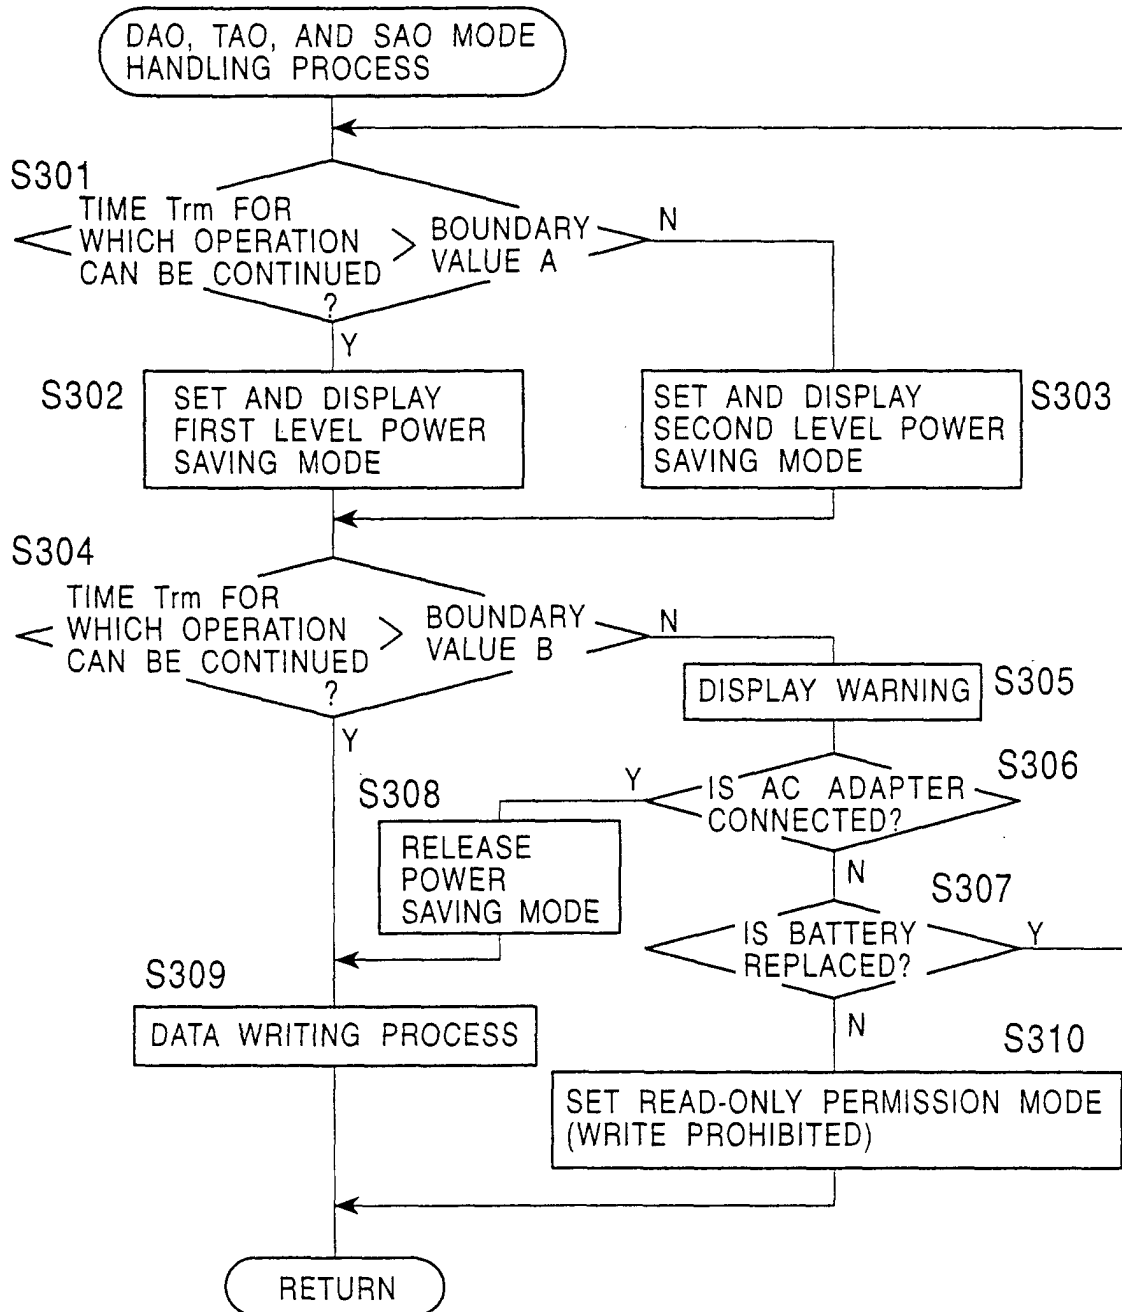 DAO, TAO, AND SAO MODE
HANDLING PROCESS
S301
TIME Trm FOR
WHICH OPERATION
CAN BE CONTINUED
?
>
BOUNDARY
VALUE A
N
Y
S302
SET AND DISPLAY
FIRST LEVEL POWER
SAVING MODE
SET AND DISPLAY
SECOND LEVEL POWER
SAVING MODE
S303
S304
TIME Trm FOR
WHICH OPERATION
CAN BE CONTINUED
?
>
BOUNDARY
VALUE B
N
Y
DISPLAY WARNING
S305
S306
IS AC ADAPTER
CONNECTED?
Y
N
S308
RELEASE
POWER
SAVING MODE
S307
IS BATTERY
REPLACED?
Y
N
S309
DATA WRITING PROCESS
S310
SET READ-ONLY PERMISSION MODE
(WRITE PROHIBITED)
RETURN